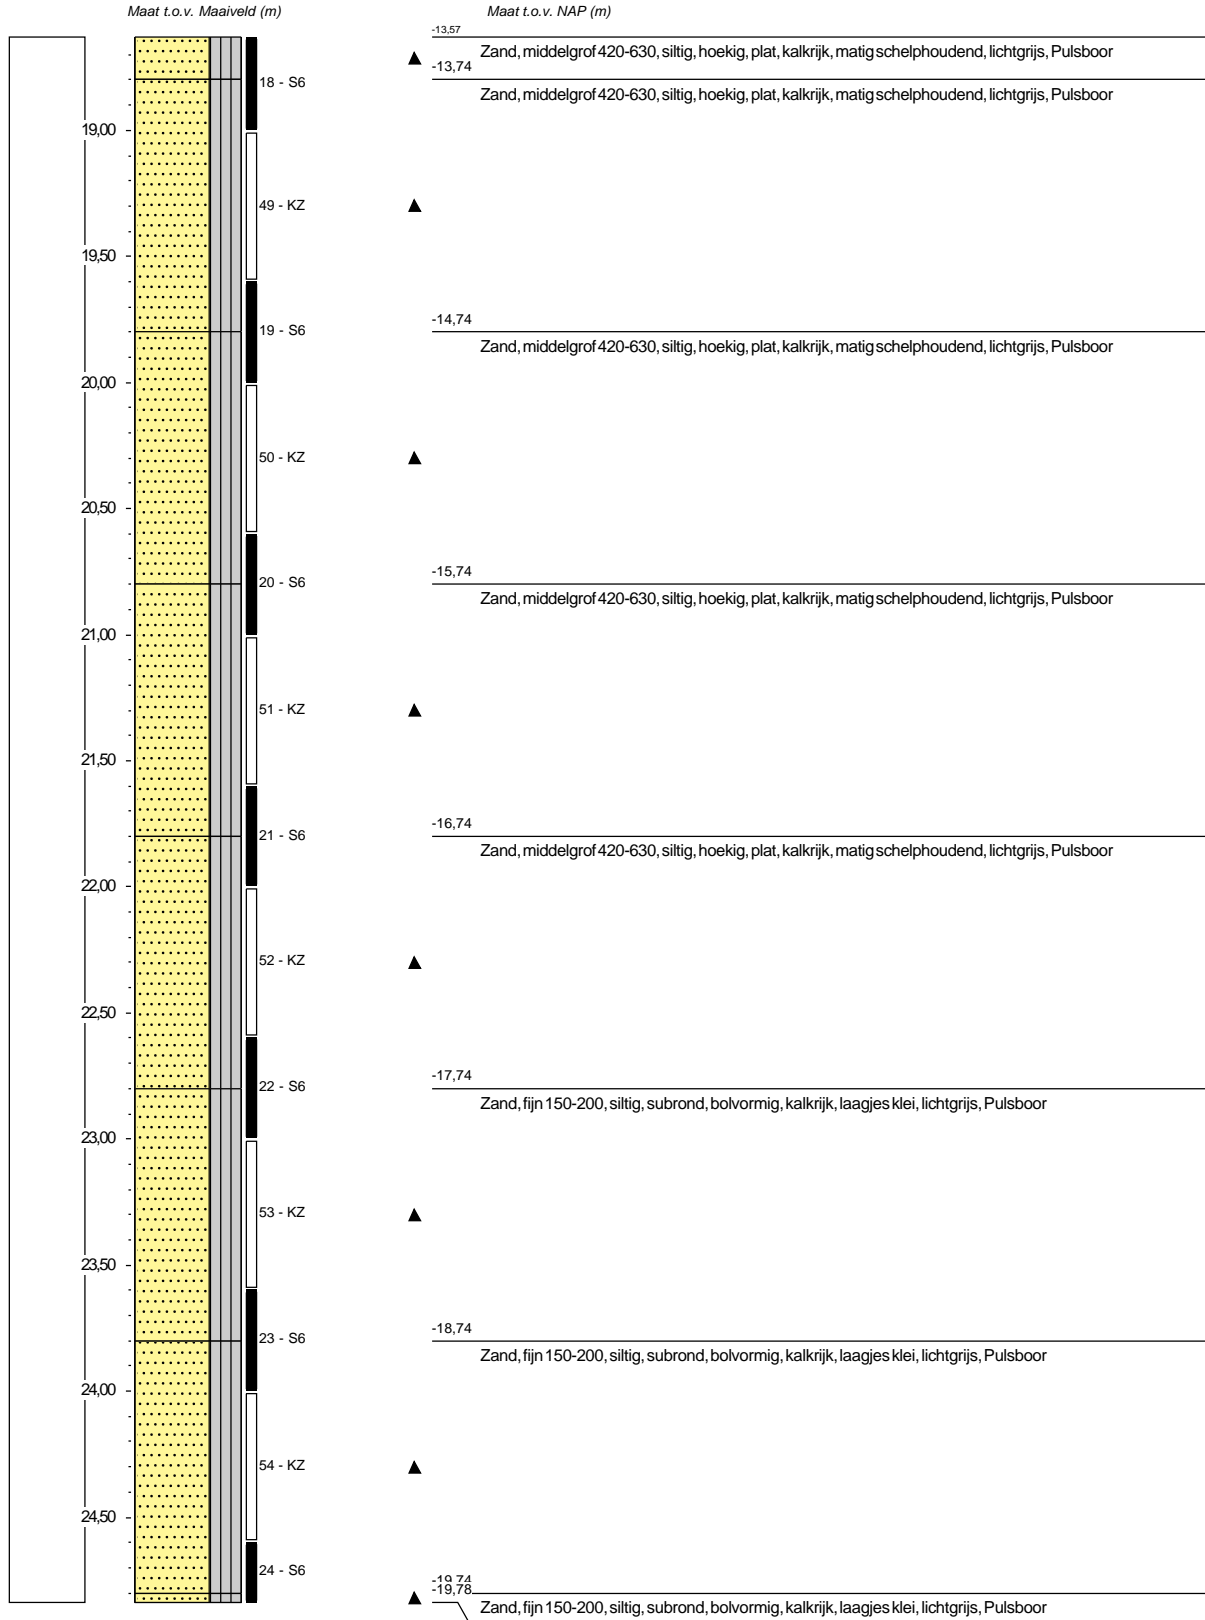 Maat t.o.v. Maaiveld (m)
Maat t.o.v. NAP (m)
-13,57
Zand, middelgrof 420-630, siltig, hoekig, plat, kalkrijk, matig schelphoudend, lichtgrijs, Pulsboor
-13,74
18 - S6
Zand, middelgrof 420-630, siltig, hoekig, plat, kalkrijk, matig schelphoudend, lichtgrijs, Pulsboor
19,00
49 - KZ
19,50
-14,74
19 - S6
Zand, middelgrof 420-630, siltig, hoekig, plat, kalkrijk, matig schelphoudend, lichtgrijs, Pulsboor
20,00
50 - KZ
20,50
-15,74
20 - S6
Zand, middelgrof 420-630, siltig, hoekig, plat, kalkrijk, matig schelphoudend, lichtgrijs, Pulsboor
21,00
51 - KZ
21,50
-16,74
21 - S6
Zand, middelgrof 420-630, siltig, hoekig, plat, kalkrijk, matig schelphoudend, lichtgrijs, Pulsboor
22,00
52 - KZ
22,50
-17,74
22 - S6
Zand, fijn 150-200, siltig, subrond, bolvormig, kalkrijk, laagjes klei, lichtgrijs, Pulsboor
23,00
53 - KZ
23,50
-18,74
23 - S6
Zand, fijn 150-200, siltig, subrond, bolvormig, kalkrijk, laagjes klei, lichtgrijs, Pulsboor
24,00
54 - KZ
24,50
24 - S6
-19,74
-19,78
Zand, fijn 150-200, siltig, subrond, bolvormig, kalkrijk, laagjes klei, lichtgrijs, Pulsboor